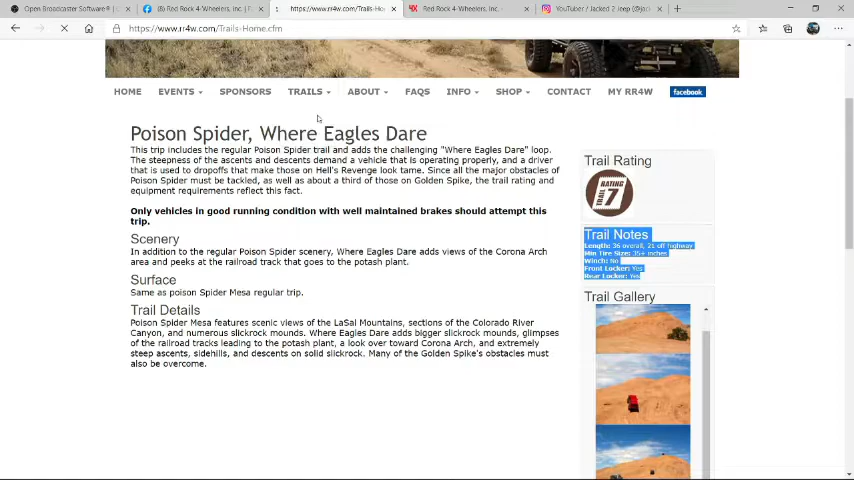 Open Broadcaster Software® |
(8) Red Rock 4-Wheelers, Inc. | F
https://www.rr4w.com/Trails-Ho
Red Rock 4-Wheelers, Inc.
YouTube / Jacked 2 Jeep (@jack
https://www.rr4w.com/Trails-Home.cfm
HOME EVENTS SPONSORS TRAILS ABOUT FAQS INFO SHOP CONTACT MY RR4W facebook
Poison Spider, Where Eagles Dare
This trip includes the regular Poison Spider trail and adds the challenging "Where Eagles Dare" loop.
The steepness of the ascents and descents demand a vehicle that is operating properly, and a driver
that is used to dropoffs that make those on Hell's Revenge look tame. Since all the major obstacles of
Poison Spider must be tackled, as well as about a third of those on Golden Spike, the trail rating and
equipment requirements reflect this fact.
Only vehicles in good running condition with well maintained brakes should attempt this
trip.
Scenery
In addition to the regular Poison Spider scenery, Where Eagles Dare adds views of the Corona Arch
area and peeks at the railroad track that goes to the potash plant.
Surface
Same as poison Spider Mesa regular trip.
Trail Details
Poison Spider Mesa features scenic views of the LaSal Mountains, sections of the Colorado River
Canyon, and numerous slickrock mounds. Where Eagles Dare adds bigger slickrock mounds, glimpses
of the railroad tracks leading to the potash plant, a look over toward Corona Arch, and extremely
steep ascents, sidehills, and descents on solid slickrock. Many of the Golden Spike's obstacles must
also be overcome.
Trail Rating
RATING
TRAIL 7
Trail Notes
Length: 36 overall, 21 off highway
Min Tire Size: 35+ inches
Winch: No
Front Locker: Yes
Rear Locker: Yes
Trail Gallery